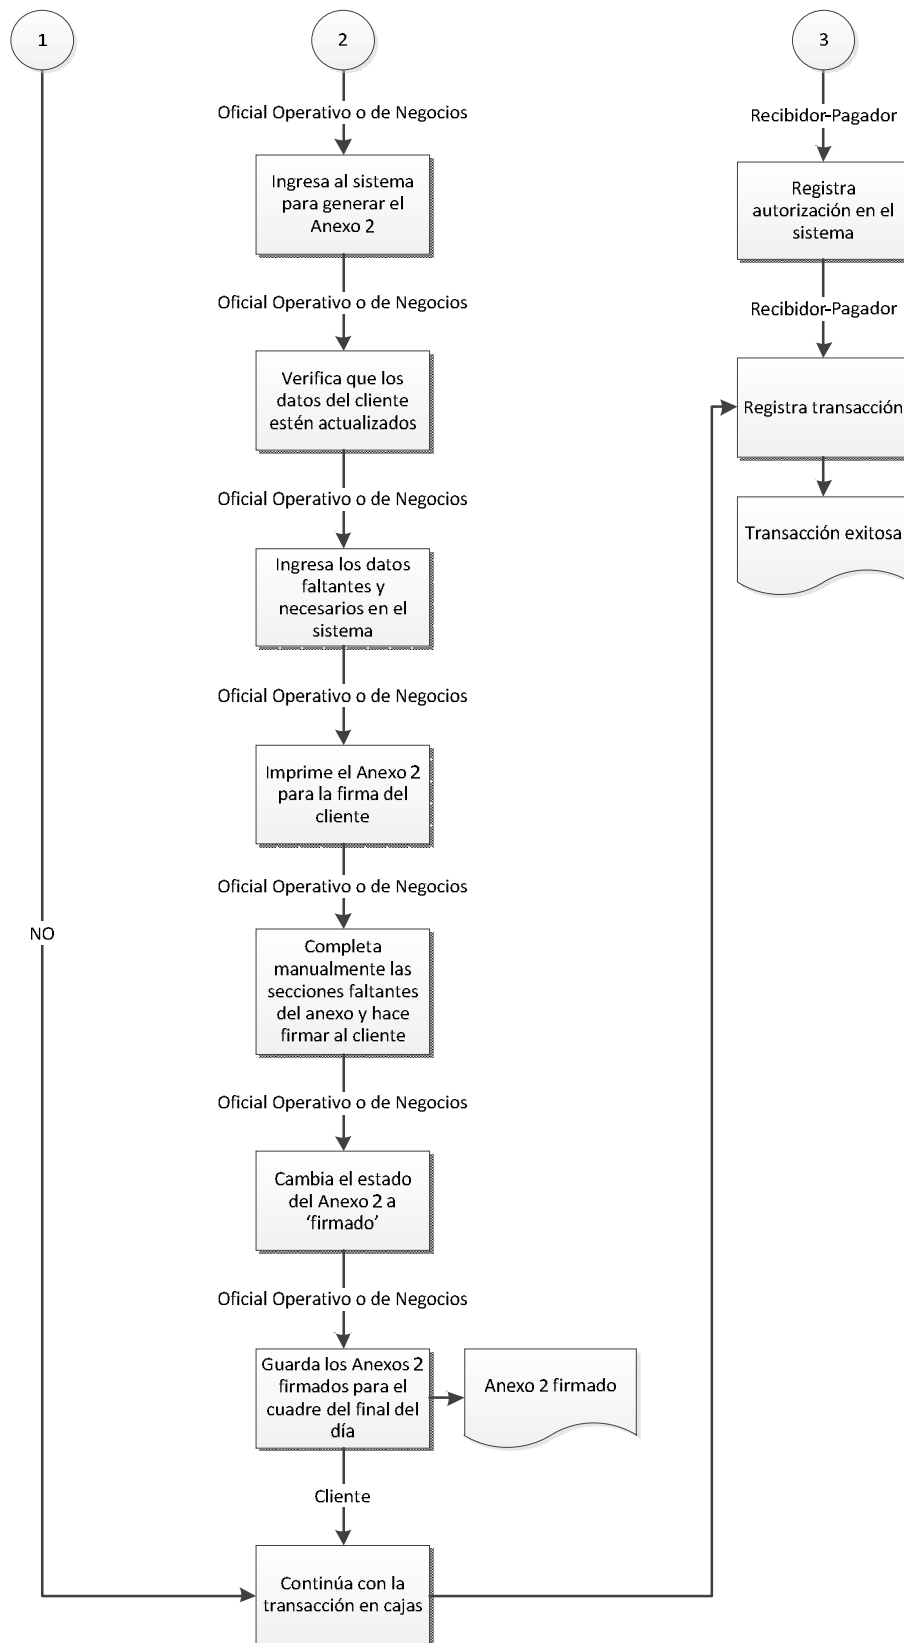 1
2
3
Oficial Operativo o de Negocios
Ingresa al sistema
para generar el
Anexo 2
Oficial Operativo o de Negocios
Verifica que los
datos del cliente
estén actualizados
Oficial Operativo o de Negocios
Ingresa los datos
faltantes y
necesarios en el
sistema
Oficial Operativo o de Negocios
Imprime el Anexo 2
para la firma del
cliente
Oficial Operativo o de Negocios
NO
Completa
manualmente las
secciones faltantes
del anexo y hace
firmar al cliente
Oficial Operativo o de Negocios
Cambia el estado
del Anexo 2 a
‘firmado’
Oficial Operativo o de Negocios
Guarda los Anexos 2
firmados para el
cuadre del final del
día
Anexo 2 firmado
Cliente
Continúa con la
transacción en cajas
Recibidor-Pagador
Registra
autorización en el
sistema
Recibidor-Pagador
Registra transacción
Transacción exitosa